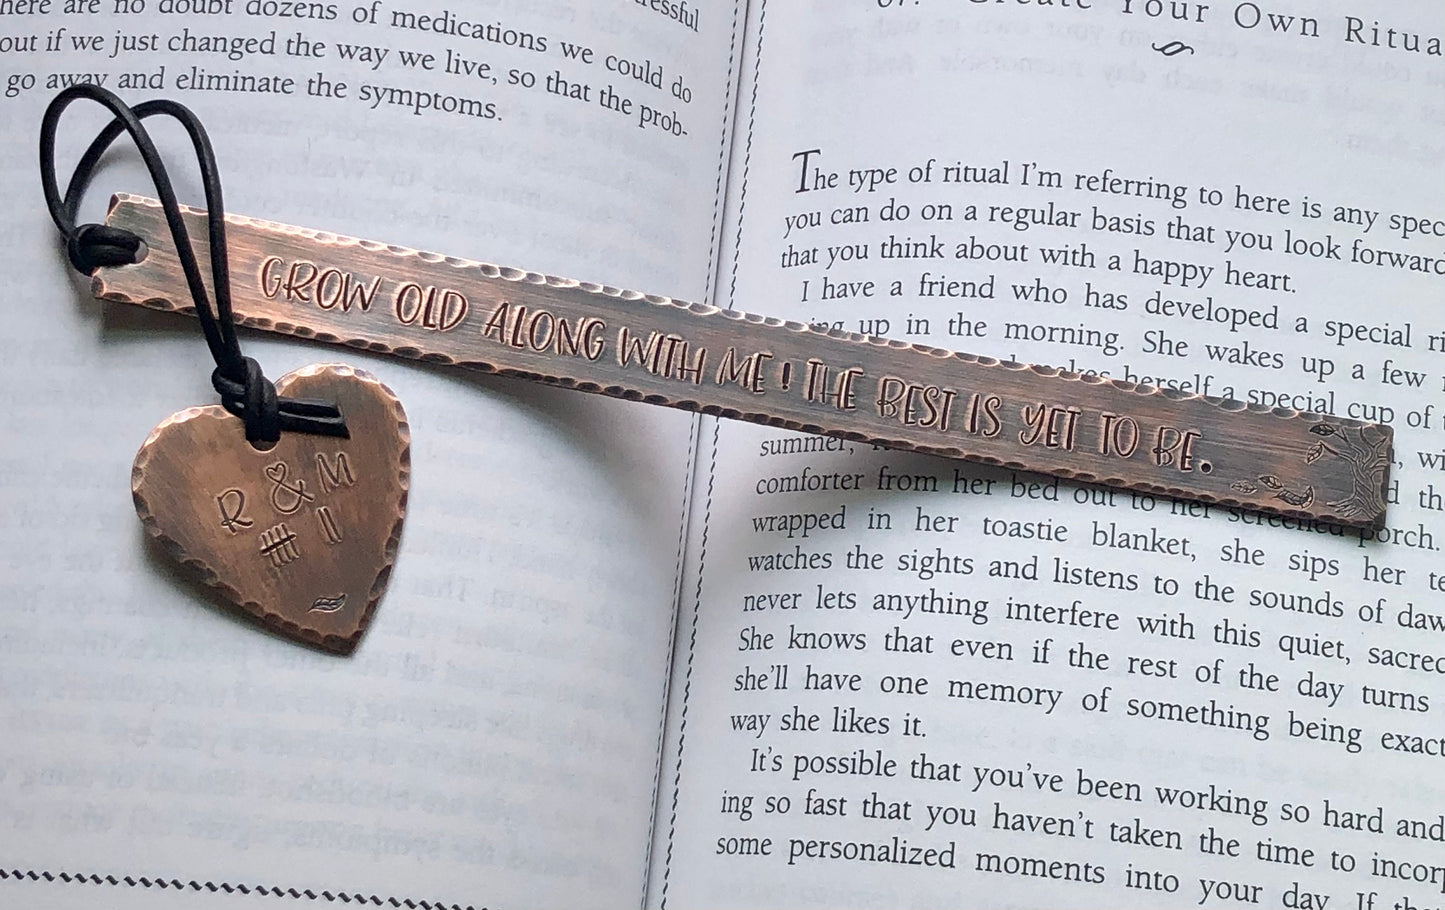 here are no doubt dozens of medications we could do
out if we just changed the way we live, so that the prob-
go away and eliminate the symptoms.
GROW OLD ALONG WITH ME! THE BEST IS YET TO BE.
R & M
Your Own Ritua
The type of ritual I'm referring to here is any spec
you can do on a regular basis that you look forward
that you think about with a happy heart.
I have a friend who has developed a special ri
up in the morning. She wakes up a few
herself a special cup of
summer,
comforter from her bed out to her screened porch.
wrapped in her toastie blanket, she sips her te
watches the sights and listens to the sounds of daw
never lets anything interfere with this quiet, sacred
She knows that even if the rest of the day turns
she'll have one memory of something being exact
way she likes it.
It's possible that you've been working so hard and
ing so fast that you haven't taken the time to incorp
some personalized moments into your day. If